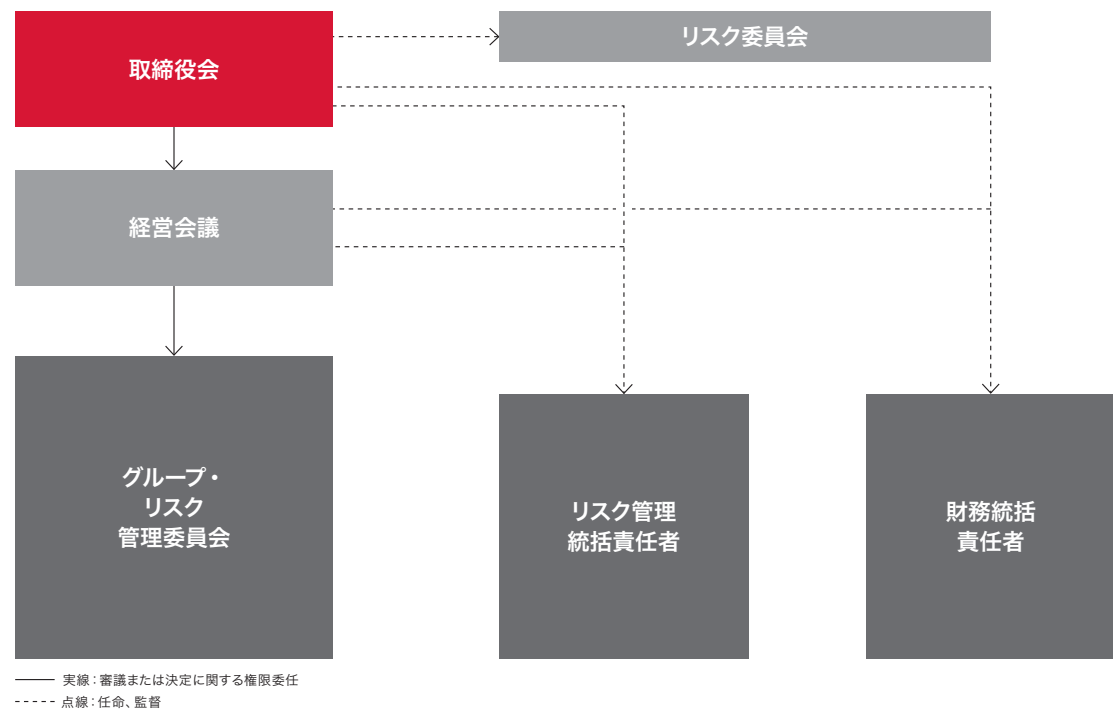 取締役会
リスク委員会
経営会議
グループ・
リスク
管理委員会
リスク管理
統括責任者
財務統括
責任者
実線：審議または決定に関する権限委任
点線：任命、監督